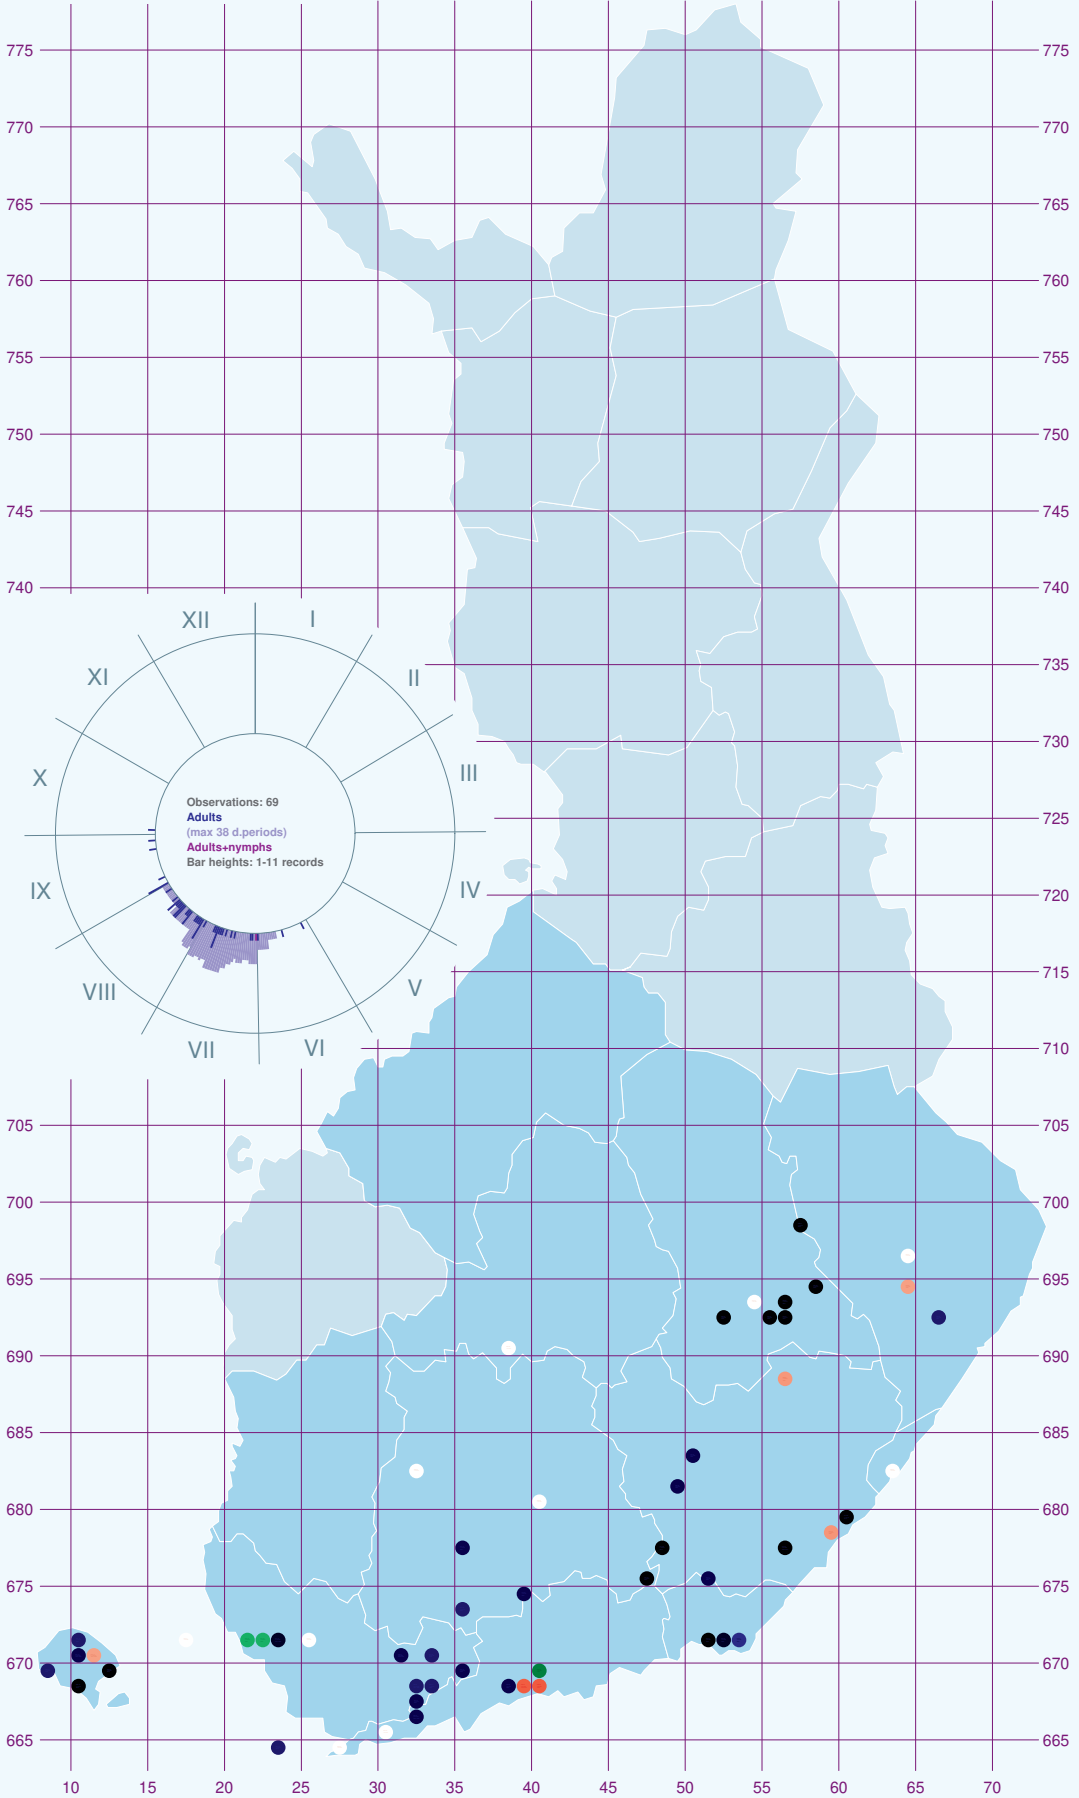 775 775
770 770
765 765
760 760
755 755
750 750
745 745
740 740
XII I
XI II
735
730
X III
725
Observations: 69
Adults
(max 38 d.periods)
Adults+nymphs
Bar heights: 1-11 records
IX IV
720
VIII V
715
VII VI
710
705 705
700 700
695 695
690 690
685 685
680 680
675 675
670 670
665 665
10 15 20 25 30 35 40 45 50 55 60 65 70